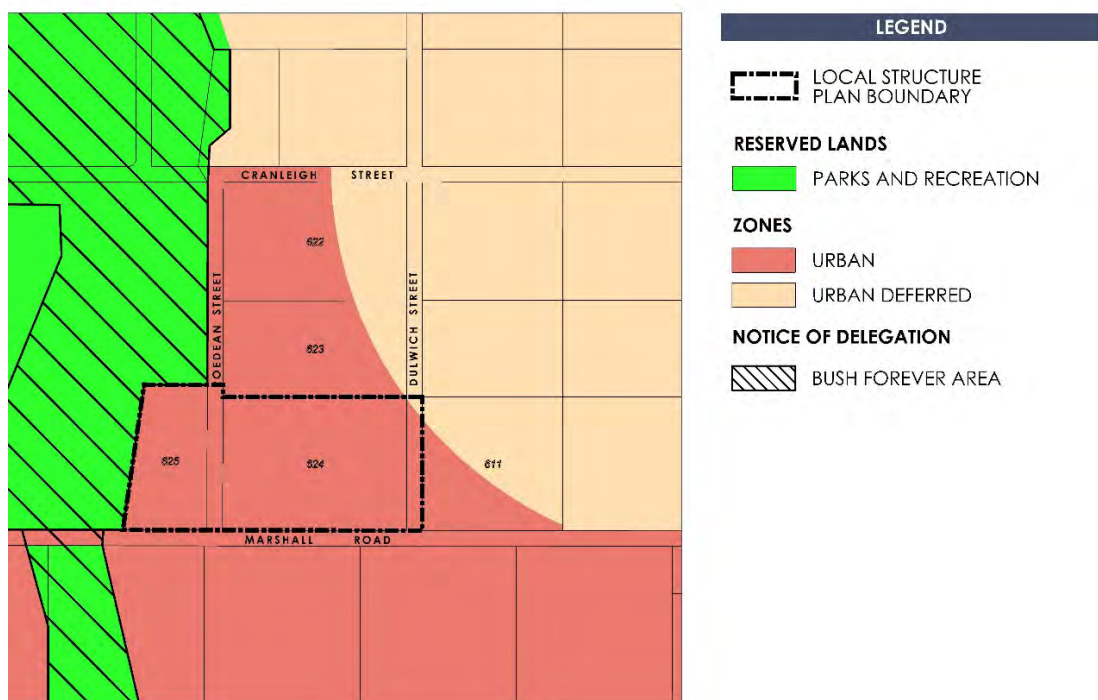 CRANLEIGH STREET
622
OEDEAN STREET
DULWICH STREET
623
625
624
611
MARSHALL ROAD
LEGEND
LOCAL STRUCTURE
PLAN BOUNDARY
RESERVED LANDS
PARKS AND RECREATION
ZONES
URBAN
URBAN DEFERRED
NOTICE OF DELEGATION
BUSH FOREVER AREA